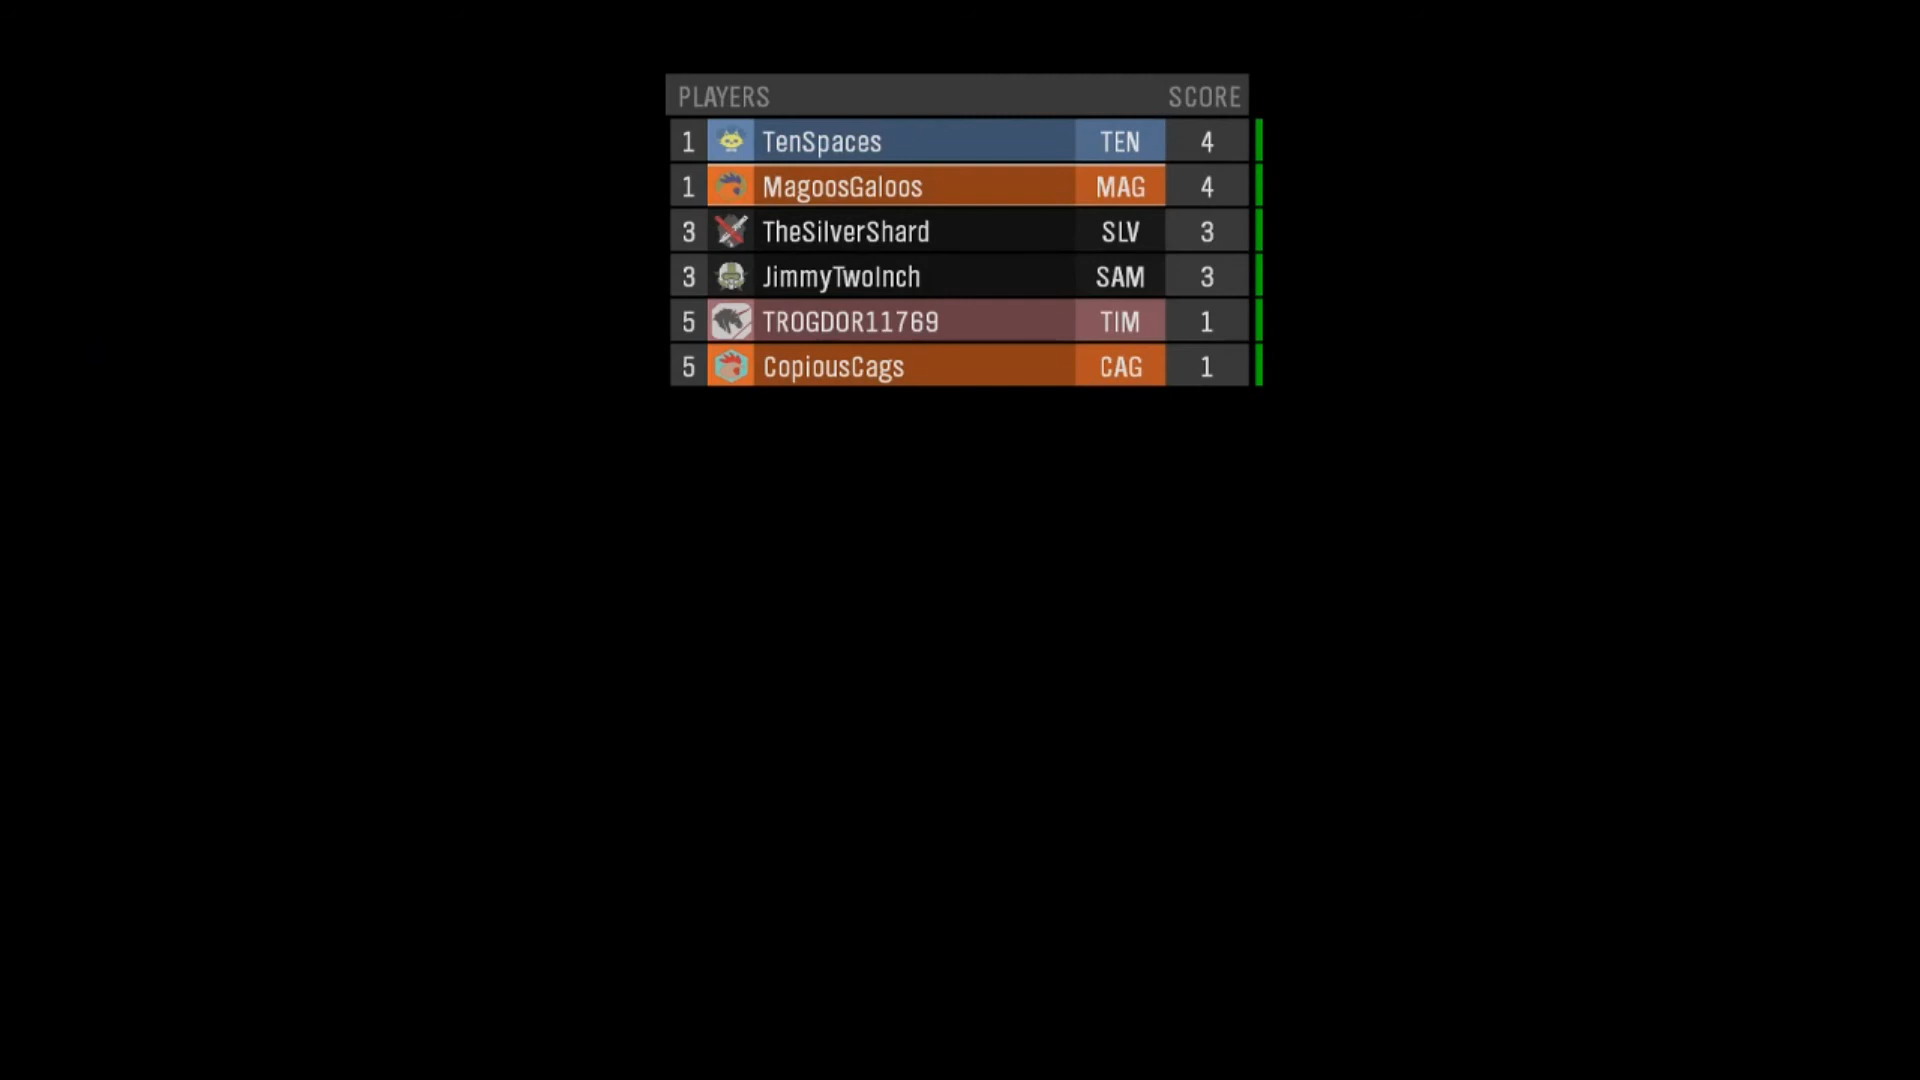 PLAYERS SCORE
1 TenSpaces TEN 4
1 MagoosGaloos MAG 4
3 TheSilverShard SLV 3
3 JimmyTwoInch SAM 3
5 TROGDOR11769 TIM 1
5 CopiousCags CAG 1